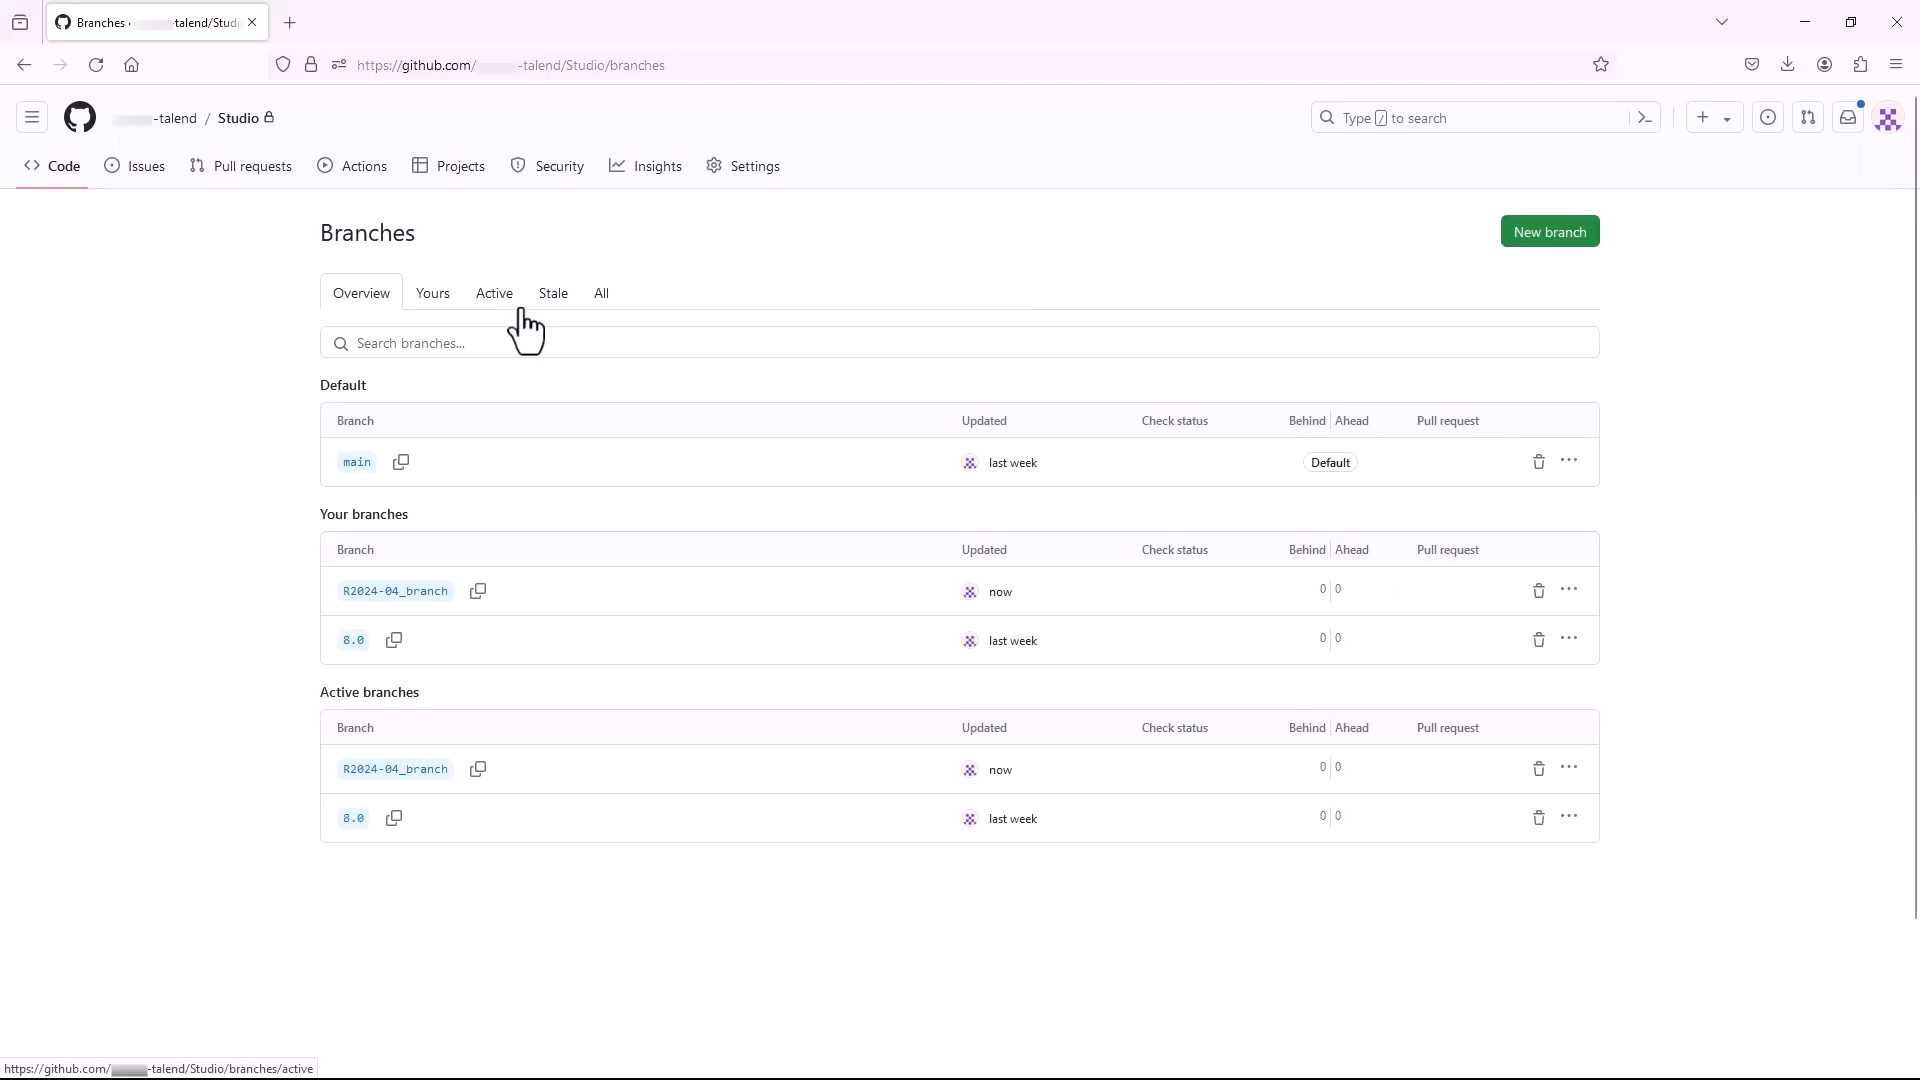 Branches · -talend/Studi
https://github.com/ -talend/Studio/branches
-talend / Studio
Type / to search
Code Issues Pull requests Actions Projects Security Insights Settings
Branches
New branch
Overview Yours Active Stale All
Search branches...
Default
Branch Updated Check status Behind Ahead Pull request
main last week Default
Your branches
Branch Updated Check status Behind Ahead Pull request
R2024-04_branch now 0 0
8.0 last week 0 0
Active branches
Branch Updated Check status Behind Ahead Pull request
R2024-04_branch now 0 0
8.0 last week 0 0
https://github.com/ -talend/Studio/branches/active